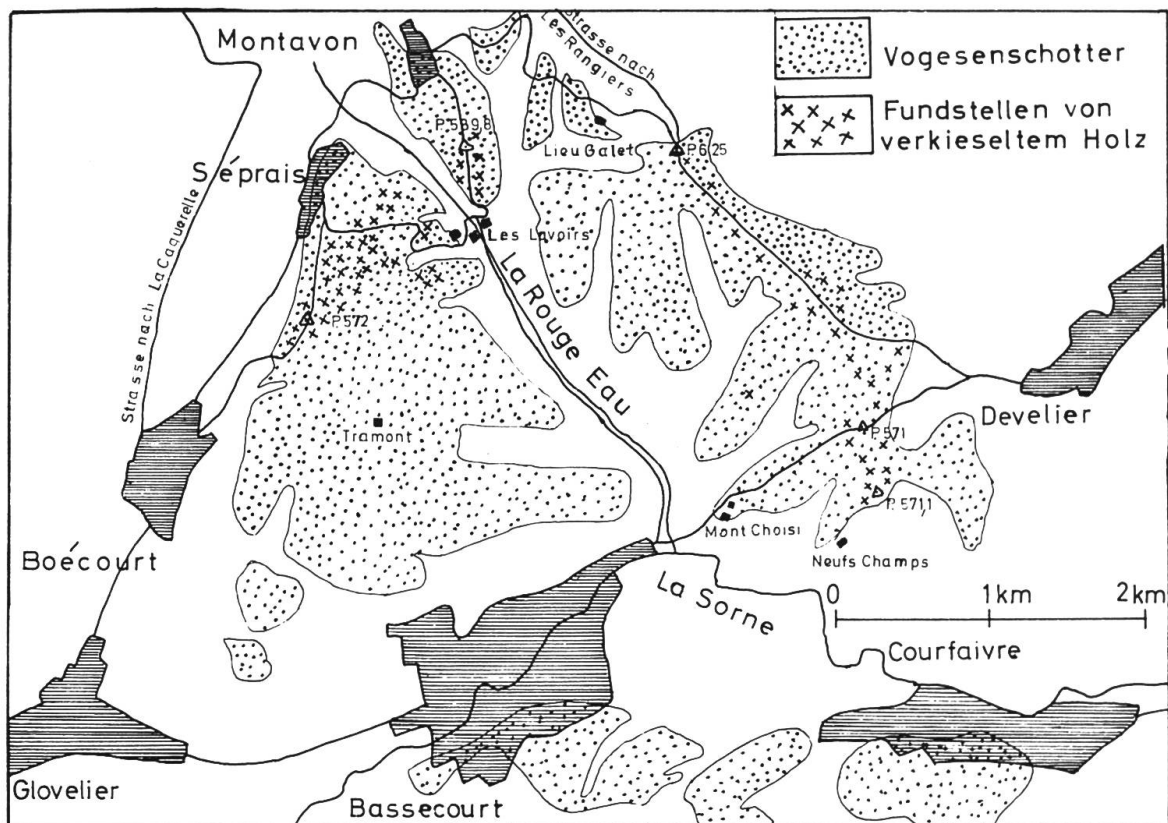 Montavon
Strasse nach
Les Rangiers
Vogesenschotter
Fundstellen von
verkieseltem Holz
P.589,8
Lieu Galet
P.625
Séprais
Les Lavoirs
Strasse nach La Caquerelle
P.572
La Rouge Eau
Tramont
Develier
P.571
P.571,1
Mont Choisi
Neufs Champs
Boécourt
La Sorne
0 1km 2km
Courfaivre
Glovelier
Bassecourt